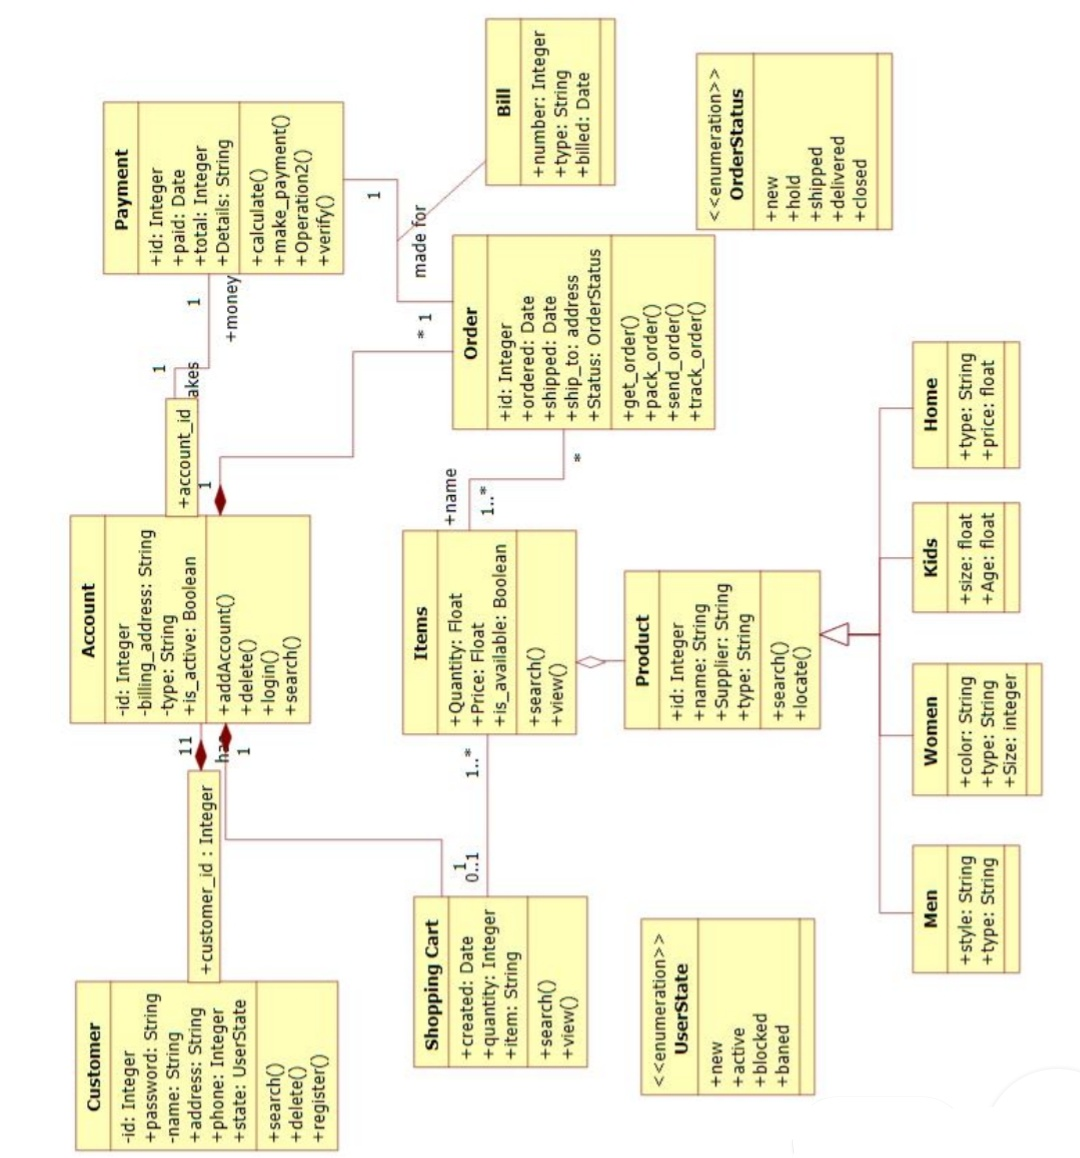 Customer
-id: Integer
+password: String
-name: String
+address: String
+phone: Integer
+state: UserState
+search()
+delete()
+register()
+customer_id : Integer
11
has
1
Account
-id: Integer
-billing_address: String
-type: String
+is_active: Boolean
+addAccount()
+delete()
+login()
+search()
+account_id
1
1
akes
1
+money
Payment
+id: Integer
+paid: Date
+total: Integer
+Details: String
+calculate()
+make_payment()
+Operation2()
+verify()
1
made for
* 1
Shopping Cart
+created: Date
+quantity: Integer
+item: String
+search()
+view()
1
0..1
1..*
Items
+Quantity: Float
+Price: Float
+is_available: Boolean
+search()
+view()
+name
1..*
*
Order
+id: Integer
+ordered: Date
+shipped: Date
+ship_to: address
+Status: OrderStatus
+get_order()
+pack_order()
+send_order()
+track_order()
Bill
+number: Integer
+type: String
+billed: Date
<<enumeration>>
UserState
+new
+active
+blocked
+baned
Product
+id: Integer
+name: String
+Supplier: String
+type: String
+search()
+locate()
<<enumeration>>
OrderStatus
+new
+hold
+shipped
+delivered
+closed
Men
+style: String
+type: String
Women
+color: String
+type: String
+Size: integer
Kids
+size: float
+Age: float
Home
+type: String
+price: float